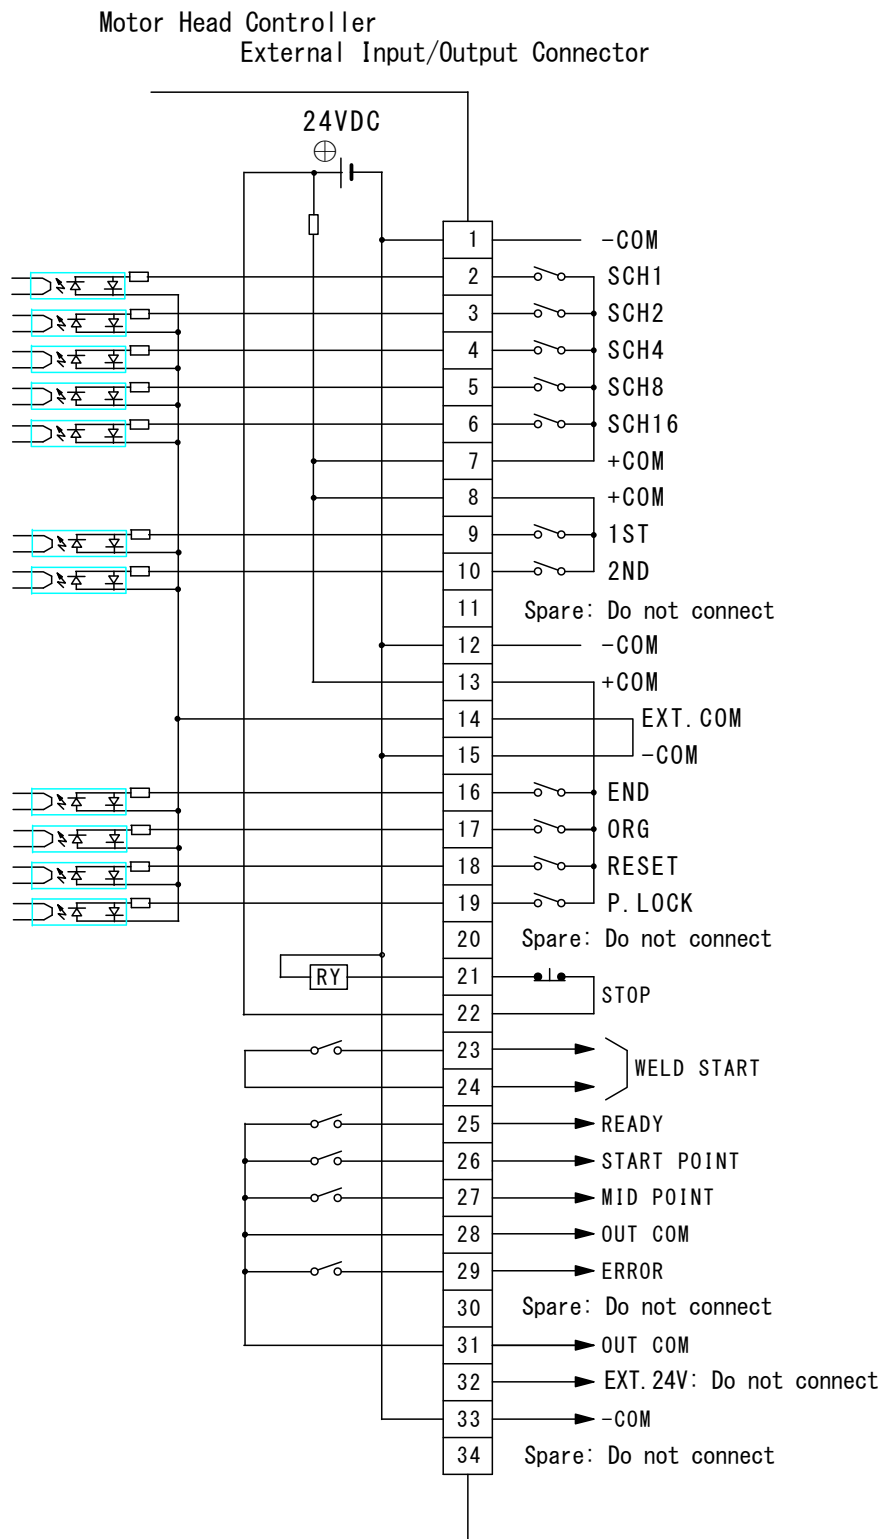 Motor Head Controller
External Input/Output Connector
24VDC
1 -COM
2 SCH1
3 SCH2
4 SCH4
5 SCH8
6 SCH16
7 +COM
8 +COM
9 1ST
10 2ND
11 Spare: Do not connect
12 -COM
13 +COM
14 EXT.COM
15 -COM
16 END
17 ORG
18 RESET
19 P.LOCK
20 Spare: Do not connect
RY 21
STOP
22
23
WELD START
24
25 READY
26 START POINT
27 MID POINT
28 OUT COM
29 ERROR
30 Spare: Do not connect
31 OUT COM
32 EXT.24V: Do not connect
33 -COM
34 Spare: Do not connect